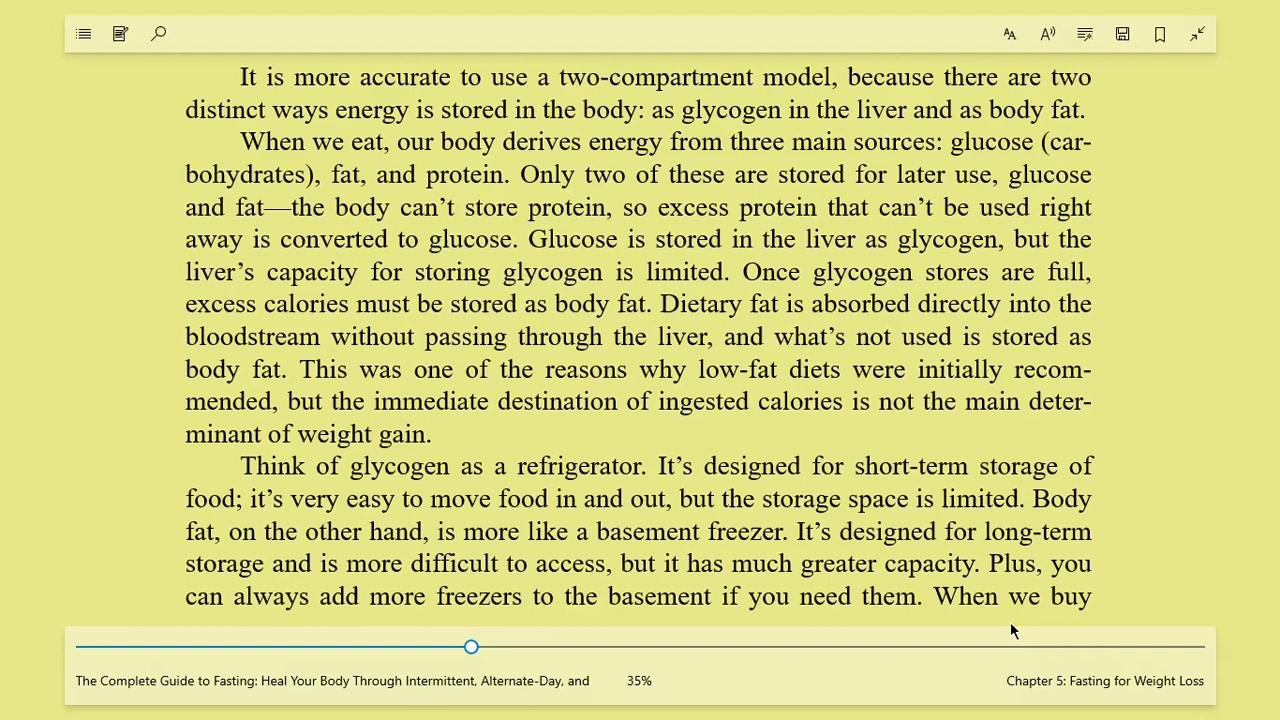 It is more accurate to use a two-compartment model, because there are two
distinct ways energy is stored in the body: as glycogen in the liver and as body fat.
When we eat, our body derives energy from three main sources: glucose (car-
bohydrates), fat, and protein. Only two of these are stored for later use, glucose
and fat—the body can’t store protein, so excess protein that can’t be used right
away is converted to glucose. Glucose is stored in the liver as glycogen, but the
liver’s capacity for storing glycogen is limited. Once glycogen stores are full,
excess calories must be stored as body fat. Dietary fat is absorbed directly into the
bloodstream without passing through the liver, and what’s not used is stored as
body fat. This was one of the reasons why low-fat diets were initially recom-
mended, but the immediate destination of ingested calories is not the main deter-
minant of weight gain.
Think of glycogen as a refrigerator. It’s designed for short-term storage of
food; it’s very easy to move food in and out, but the storage space is limited. Body
fat, on the other hand, is more like a basement freezer. It’s designed for long-term
storage and is more difficult to access, but it has much greater capacity. Plus, you
can always add more freezers to the basement if you need them. When we buy
The Complete Guide to Fasting: Heal Your Body Through Intermittent, Alternate-Day, and 35% Chapter 5: Fasting for Weight Loss